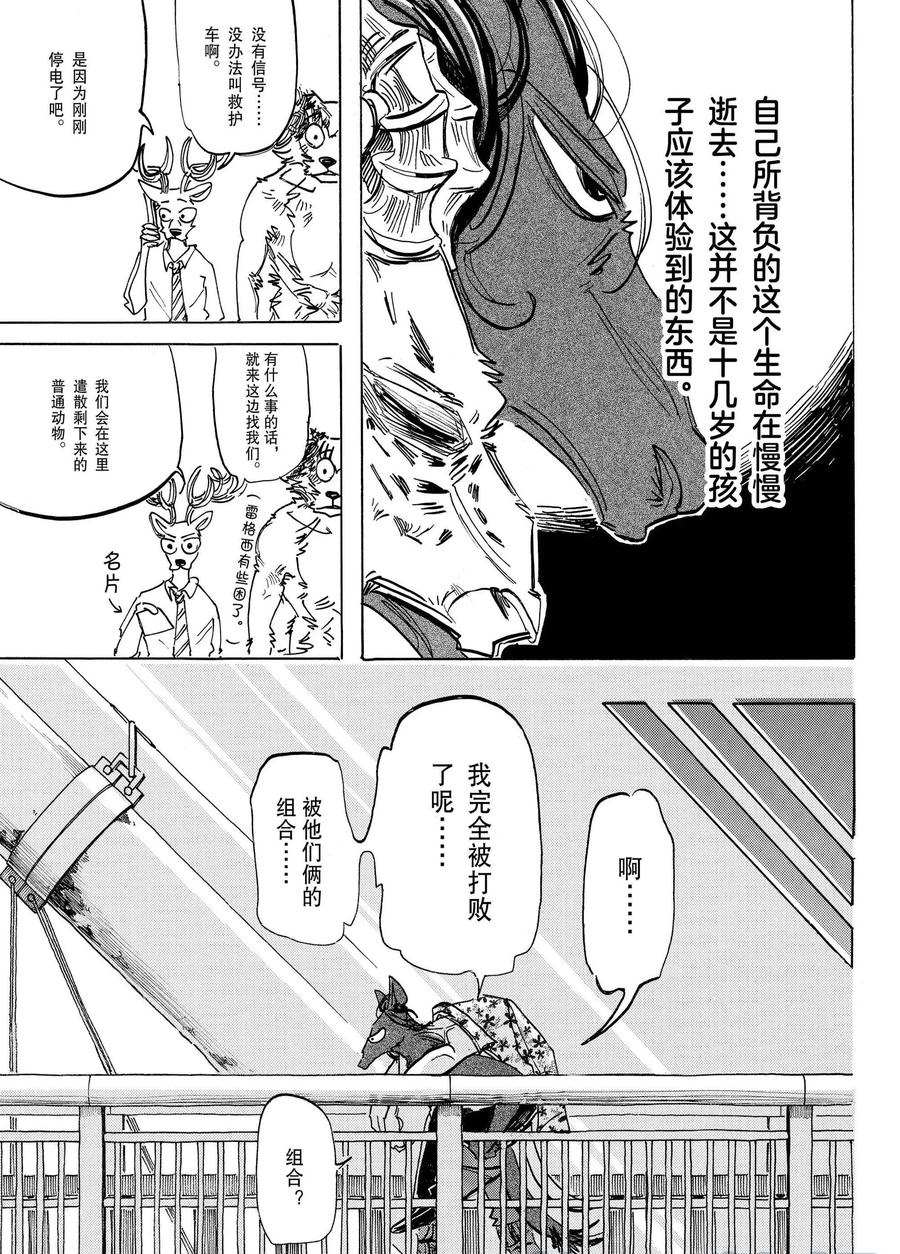 自己所背负的这个生命在慢慢
逝去……这并不是十几岁的孩
子应该体验到的东西。
没有信号……
没办法叫救护
车啊。
是因为刚刚
停电了吧。
有什么事的话，
就来这边找我们。
我们会在这里
遣散剩下来的
普通动物。
（雷格西有些困了。）
名片
啊……
我完全被打败
了呢……
被他们俩的
组合……
组合？